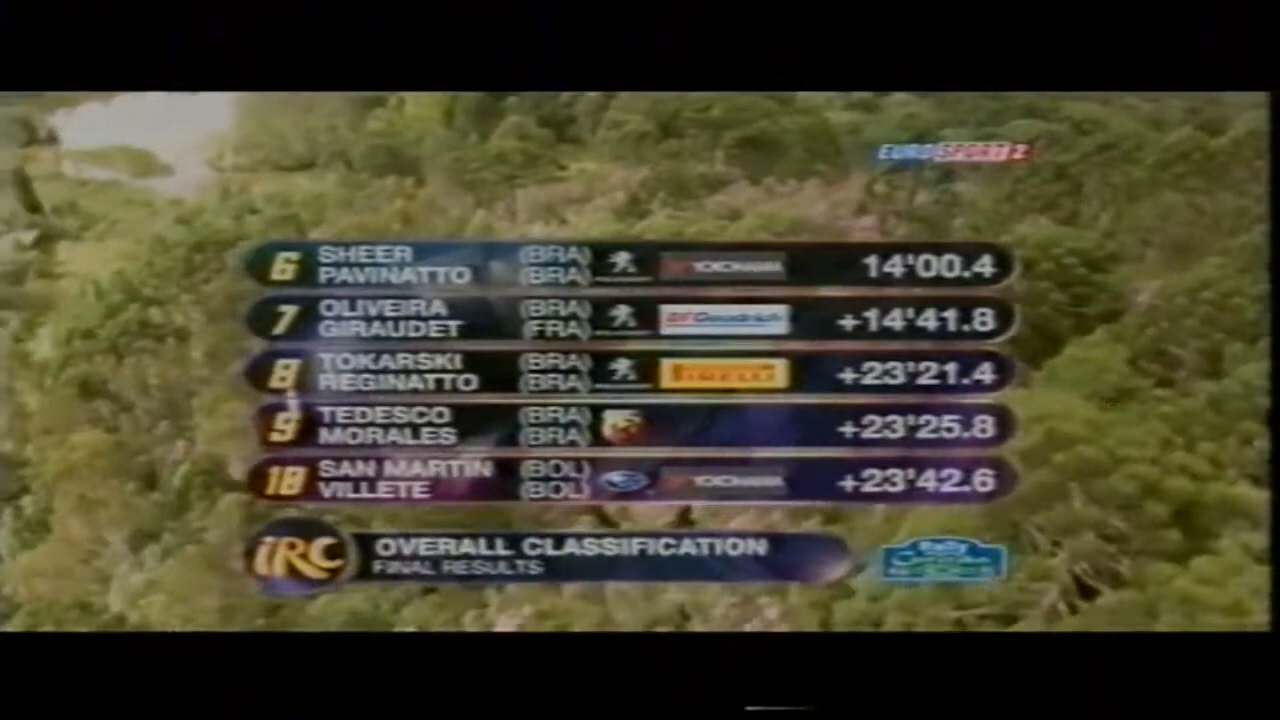 EUROSPORT 2
6 SHEER (BRA) YOKOHAMA 14'00.4
PAVINATTO (BRA)
7 OLIVEIRA (BRA) BFGoodrich +14'41.8
GIRAUDET (FRA)
8 TOKARSKI (BRA) PIRELLI +23'21.4
REGINATTO (BRA)
9 TEDESCO (BRA) +23'25.8
MORALES (BRA)
10 SAN MARTIN (BOL) YOKOHAMA +23'42.6
VILLETE (BOL)
iRC OVERALL CLASSIFICATION
FINAL RESULTS
Rally